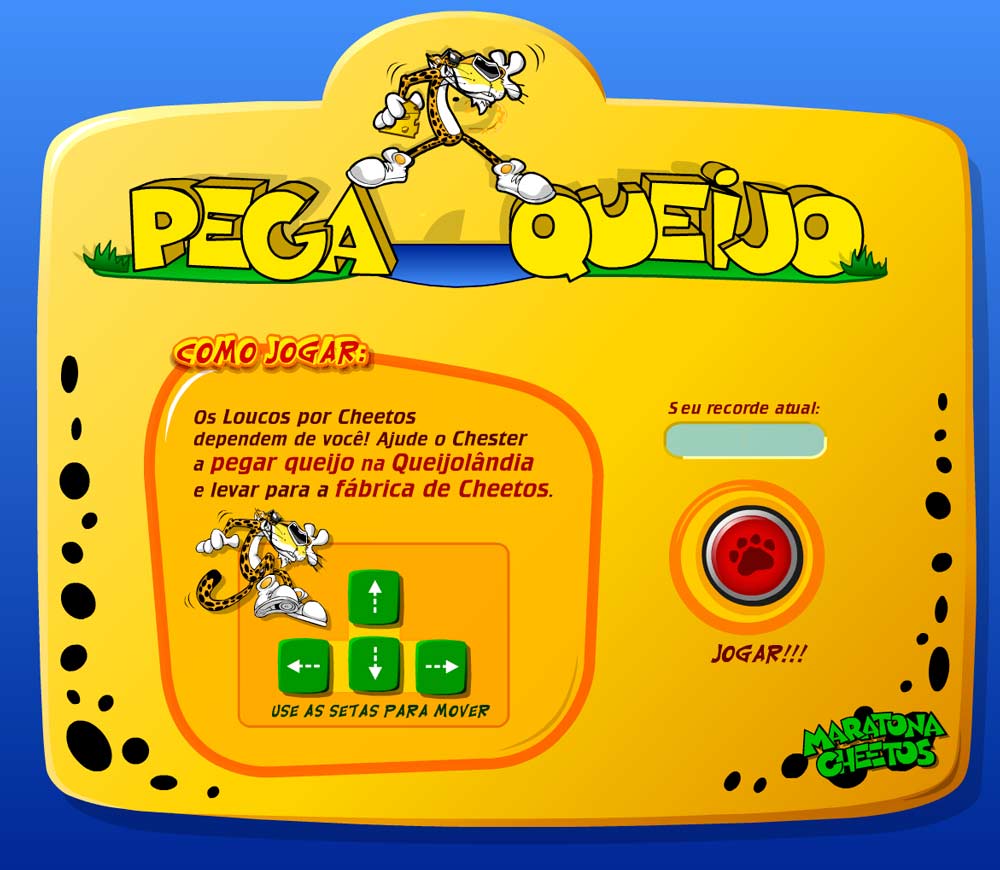 PEGA QUEIJO
COMO JOGAR:
Os Loucos por Cheetos
dependem de você! Ajude o Chester
a pegar queijo na Queijolândia
e levar para a fábrica de Cheetos.
USE AS SETAS PARA MOVER
Seu recorde atual:
JOGAR!!!
MARATONA
CHEETOS